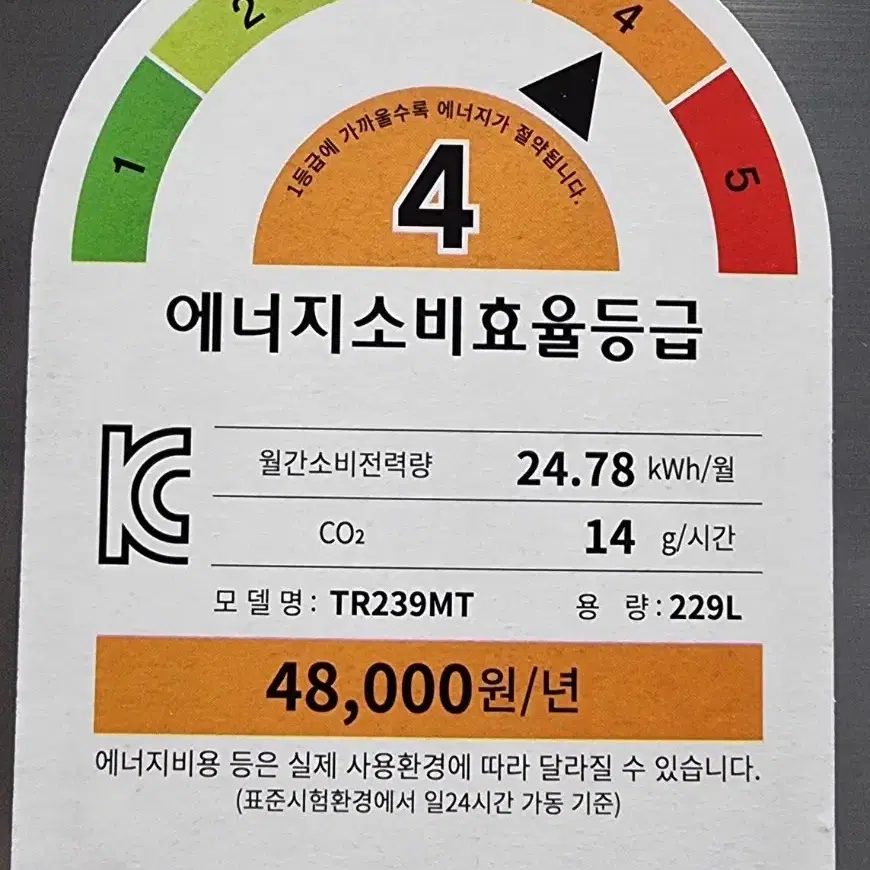 2
4
1
5
1등급에 가까울수록 에너지가 절약됩니다.
4
에너지소비효율등급
월간소비전력량 24.78 kWh/월
CO₂ 14 g/시간
모델명: TR239MT 용 량: 229L
48,000원/년
에너지비용 등은 실제 사용환경에 따라 달라질 수 있습니다.
(표준시험환경에서 일24시간 가동 기준)